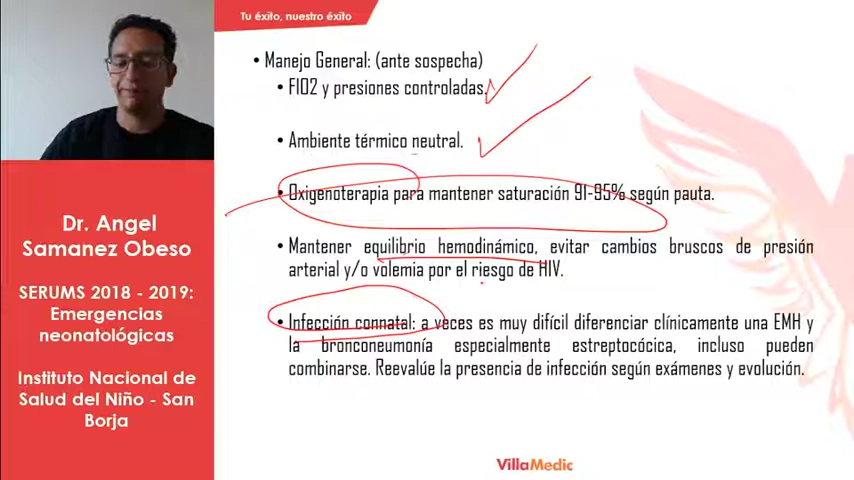 Tu éxito, nuestro éxito
• Manejo General: (ante sospecha)
• FIO2 y presiones controladas.
• Ambiente térmico neutral.
• Oxigenoterapia para mantener saturación 91-95% según pauta.
• Mantener equilibrio hemodinámico, evitar cambios bruscos de presión
arterial y/o volemia por el riesgo de HIV.
• Infección connatal: a veces es muy difícil diferenciar clínicamente una EMH y
la bronconeumonía especialmente estreptocócica, incluso pueden
combinarse. Reevalúe la presencia de infección según exámenes y evolución.
Dr. Angel
Samanez Obeso
SERUMS 2018 - 2019:
Emergencias
neonatológicas
Instituto Nacional de
Salud del Niño - San
Borja
VillaMedic